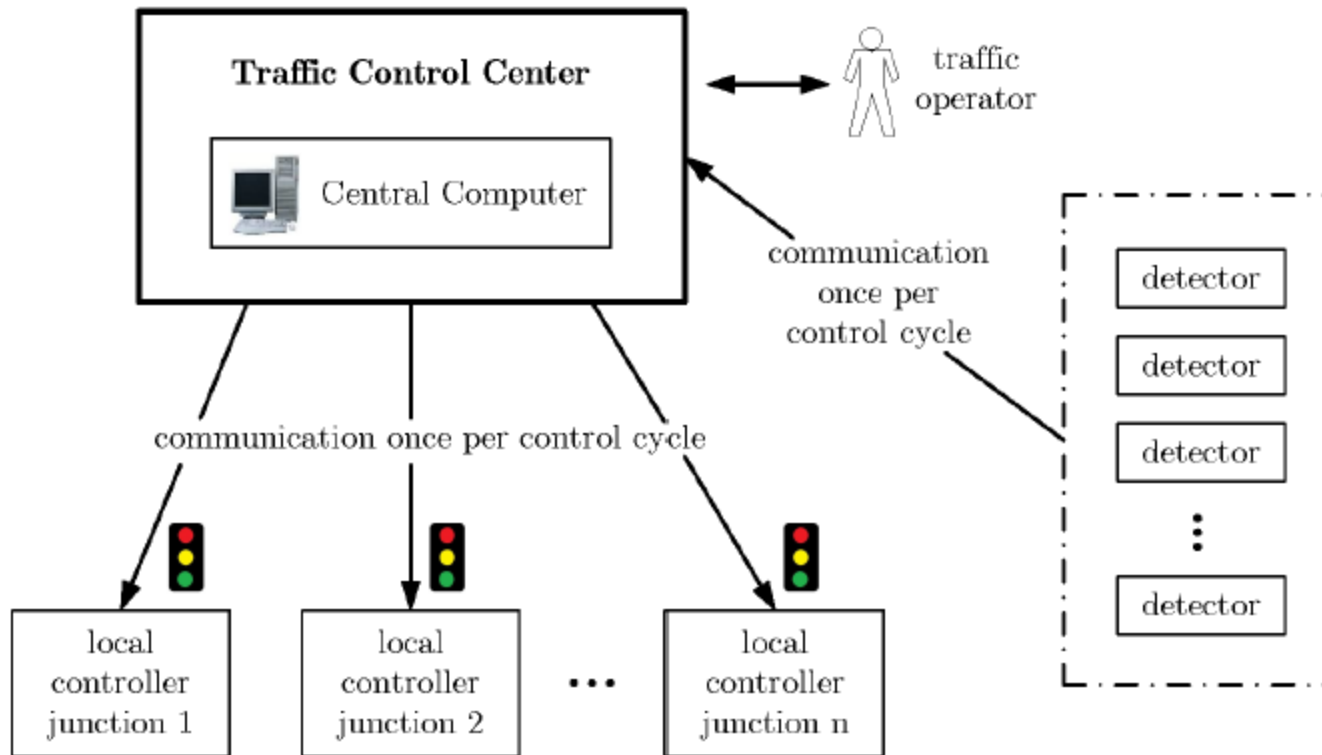 Traffic Control Center
Central Computer
traffic
operator
communication
once per
control cycle
detector
detector
detector
detector
communication once per control cycle
local
controller
junction 1
local
controller
junction 2
local
controller
junction n